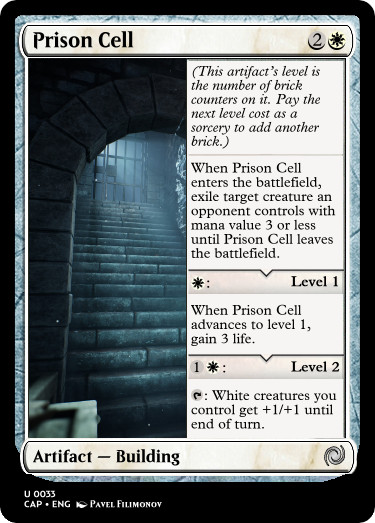 Prison Cell 2
(This artifact's level is
the number of brick
counters on it. Pay the
next level cost as a
sorcery to add another
brick.)
When Prison Cell
enters the battlefield,
exile target creature an
opponent controls with
mana value 3 or less
until Prison Cell leaves
the battlefield.
: Level 1
When Prison Cell
advances to level 1,
gain 3 life.
1 : Level 2
: White creatures you
control get +1/+1 until
end of turn.
Artifact — Building
U 0033
CAP • ENG Pavel Filimonov